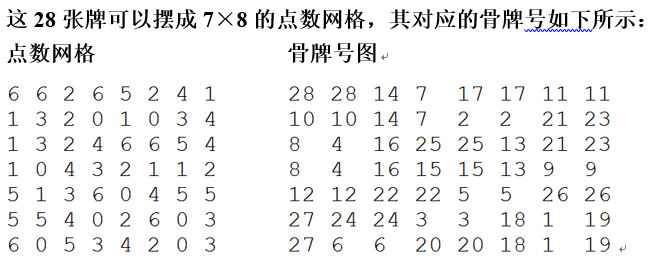 这 28 张牌可以摆成 7×8 的点数网格，其对应的骨牌号如下所示：
点数网格 骨牌号图
6 6 2 6 5 2 4 1 28 28 14 7 17 17 11 11
1 3 2 0 1 0 3 4 10 10 14 7 2 2 21 23
1 3 2 4 6 6 5 4 8 4 16 25 25 13 21 23
1 0 4 3 2 1 1 2 8 4 16 15 15 13 9 9
5 1 3 6 0 4 5 5 12 12 22 22 5 5 26 26
5 5 4 0 2 6 0 3 27 24 24 3 3 18 1 19
6 0 5 3 4 2 0 3 27 6 6 20 20 18 1 19